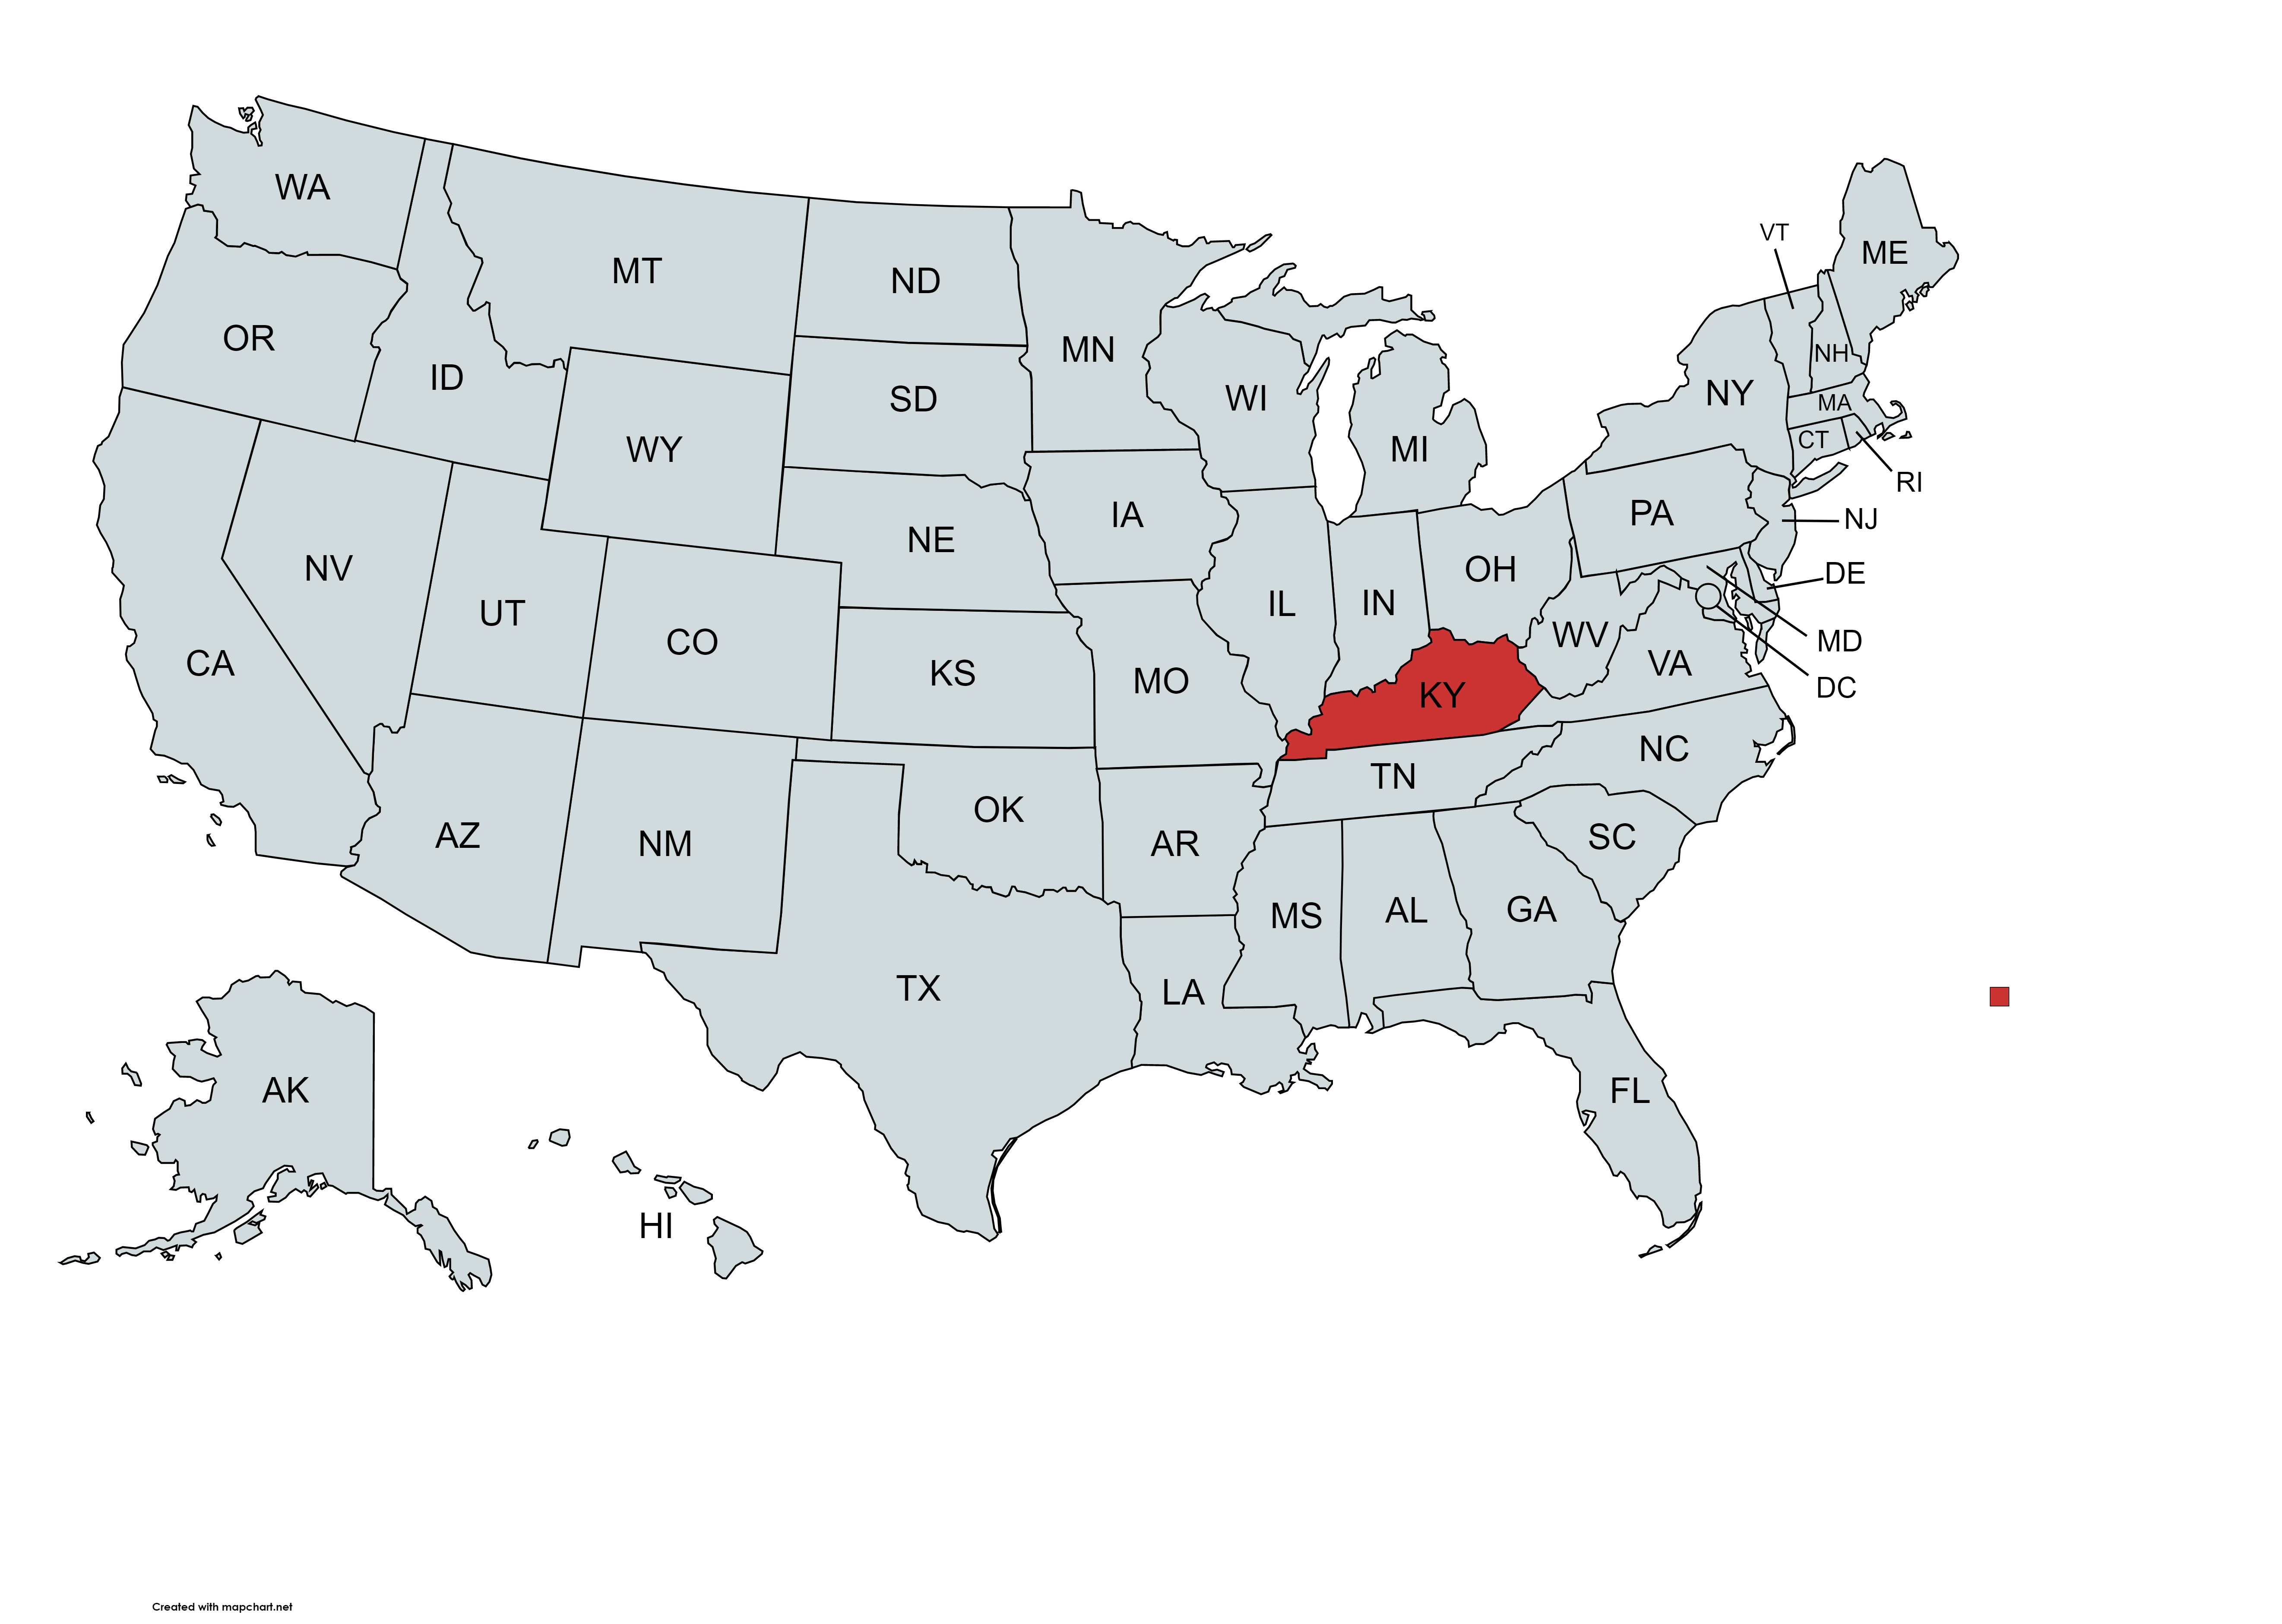 WA
MT
ND
MN
VT
ME
OR
ID
SD
WI
NH
NY
MA
WY
MI
CT
RI
IA
PA
NJ
NE
NV
OH
DE
UT
IL
IN
CO
WV
MD
CA
KS
MO
KY
VA
DC
NC
TN
OK
AZ
NM
AR
SC
MS
AL
GA
TX
LA
AK
FL
HI
Created with mapchart.net